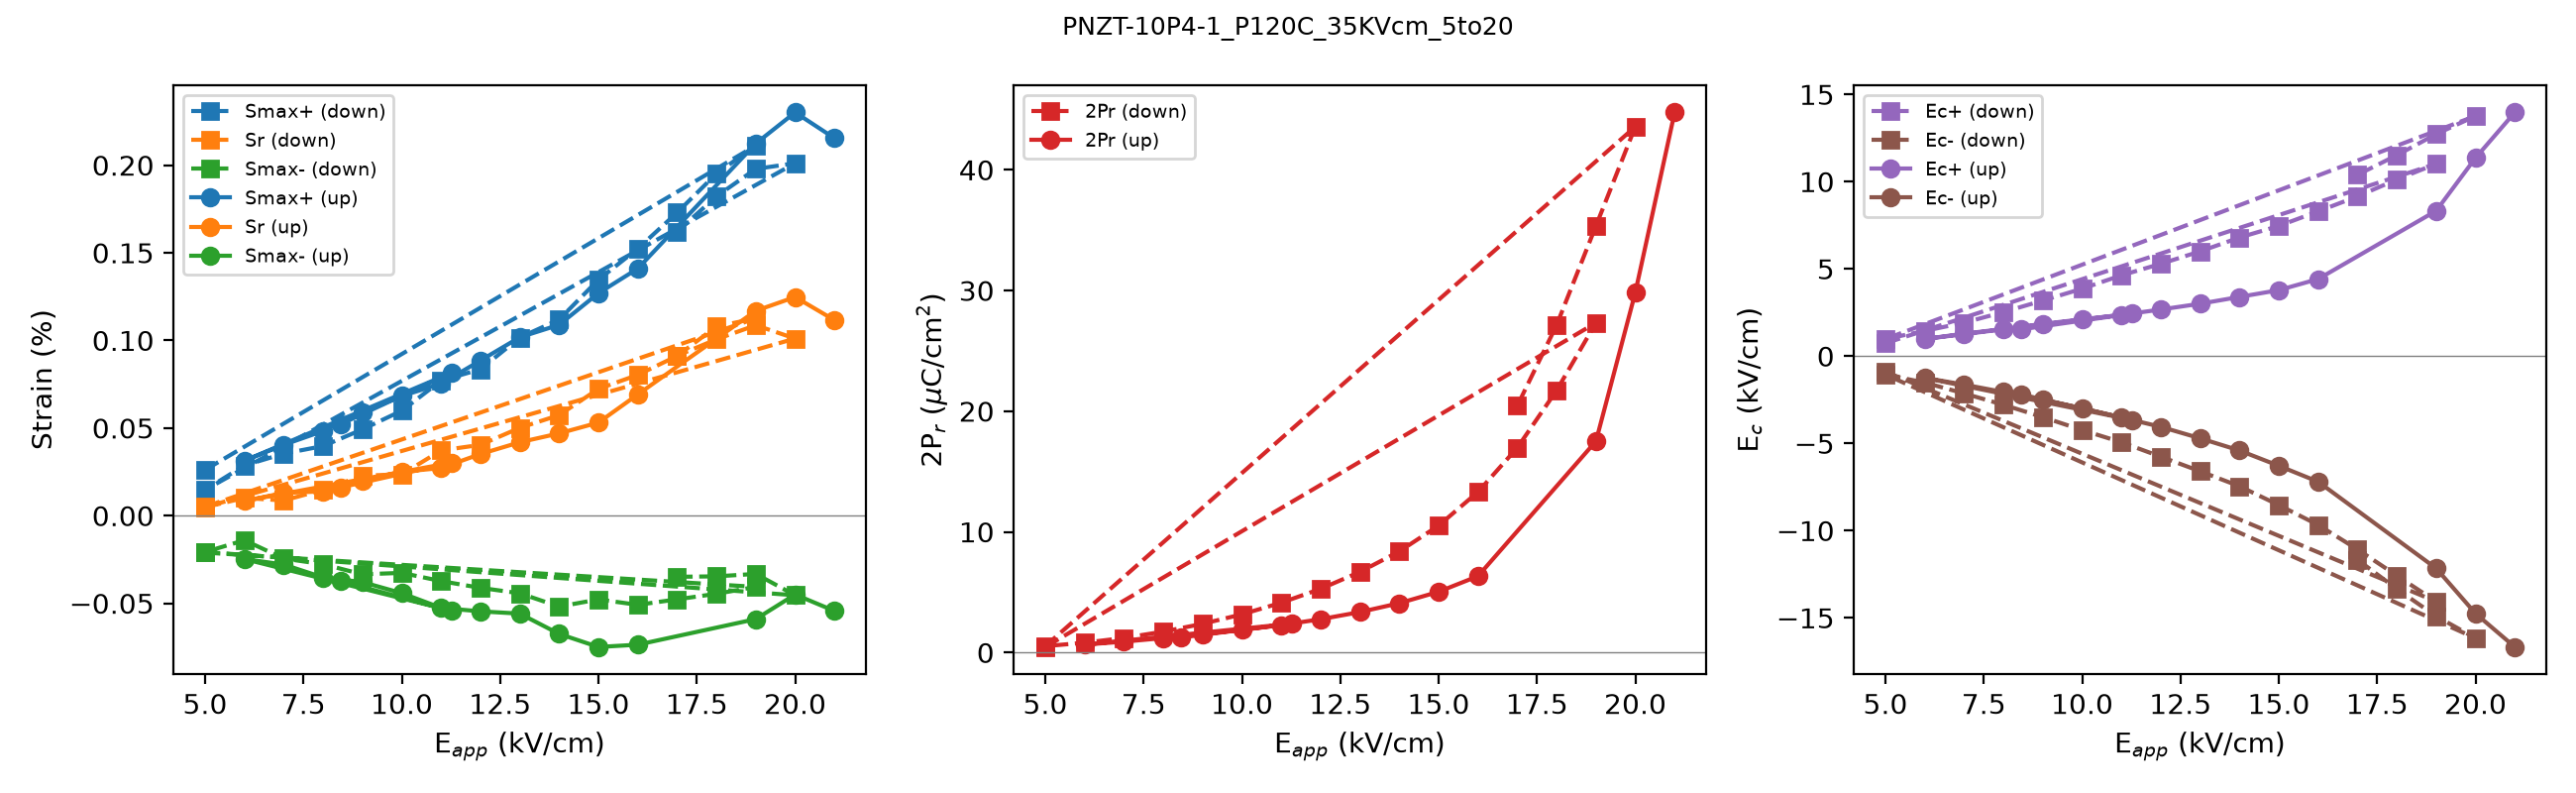 PNZT-10P4-1_P120C_35KVcm_5to20
Smax+ (down)
Sr (down)
Smax- (down)
Smax+ (up)
Sr (up)
Smax- (up)
0.20
0.15
0.10
0.05
0.00
−0.05
Strain (%)
5.0 7.5 10.0 12.5 15.0 17.5 20.0
E_app (kV/cm)
2Pr (down)
2Pr (up)
40
30
20
10
0
2P_r (μC/cm²)
5.0 7.5 10.0 12.5 15.0 17.5 20.0
E_app (kV/cm)
Ec+ (down)
Ec- (down)
Ec+ (up)
Ec- (up)
15
10
5
0
−5
−10
−15
E_c (kV/cm)
5.0 7.5 10.0 12.5 15.0 17.5 20.0
E_app (kV/cm)